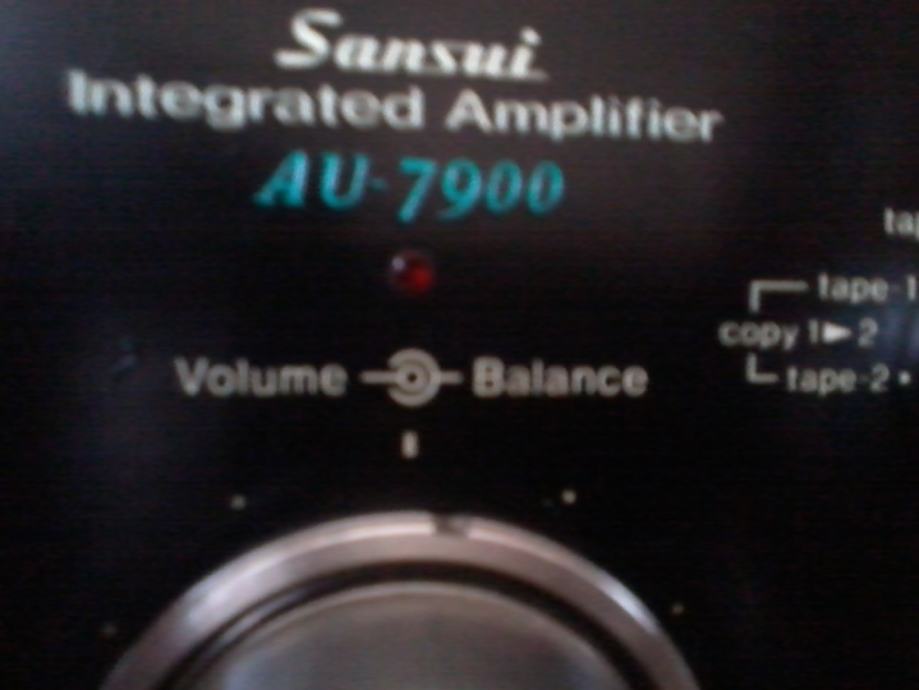 Sansui
Integrated Amplifier
AU-7900
tape-1
copy 1►2
tape-2
Volume
Balance